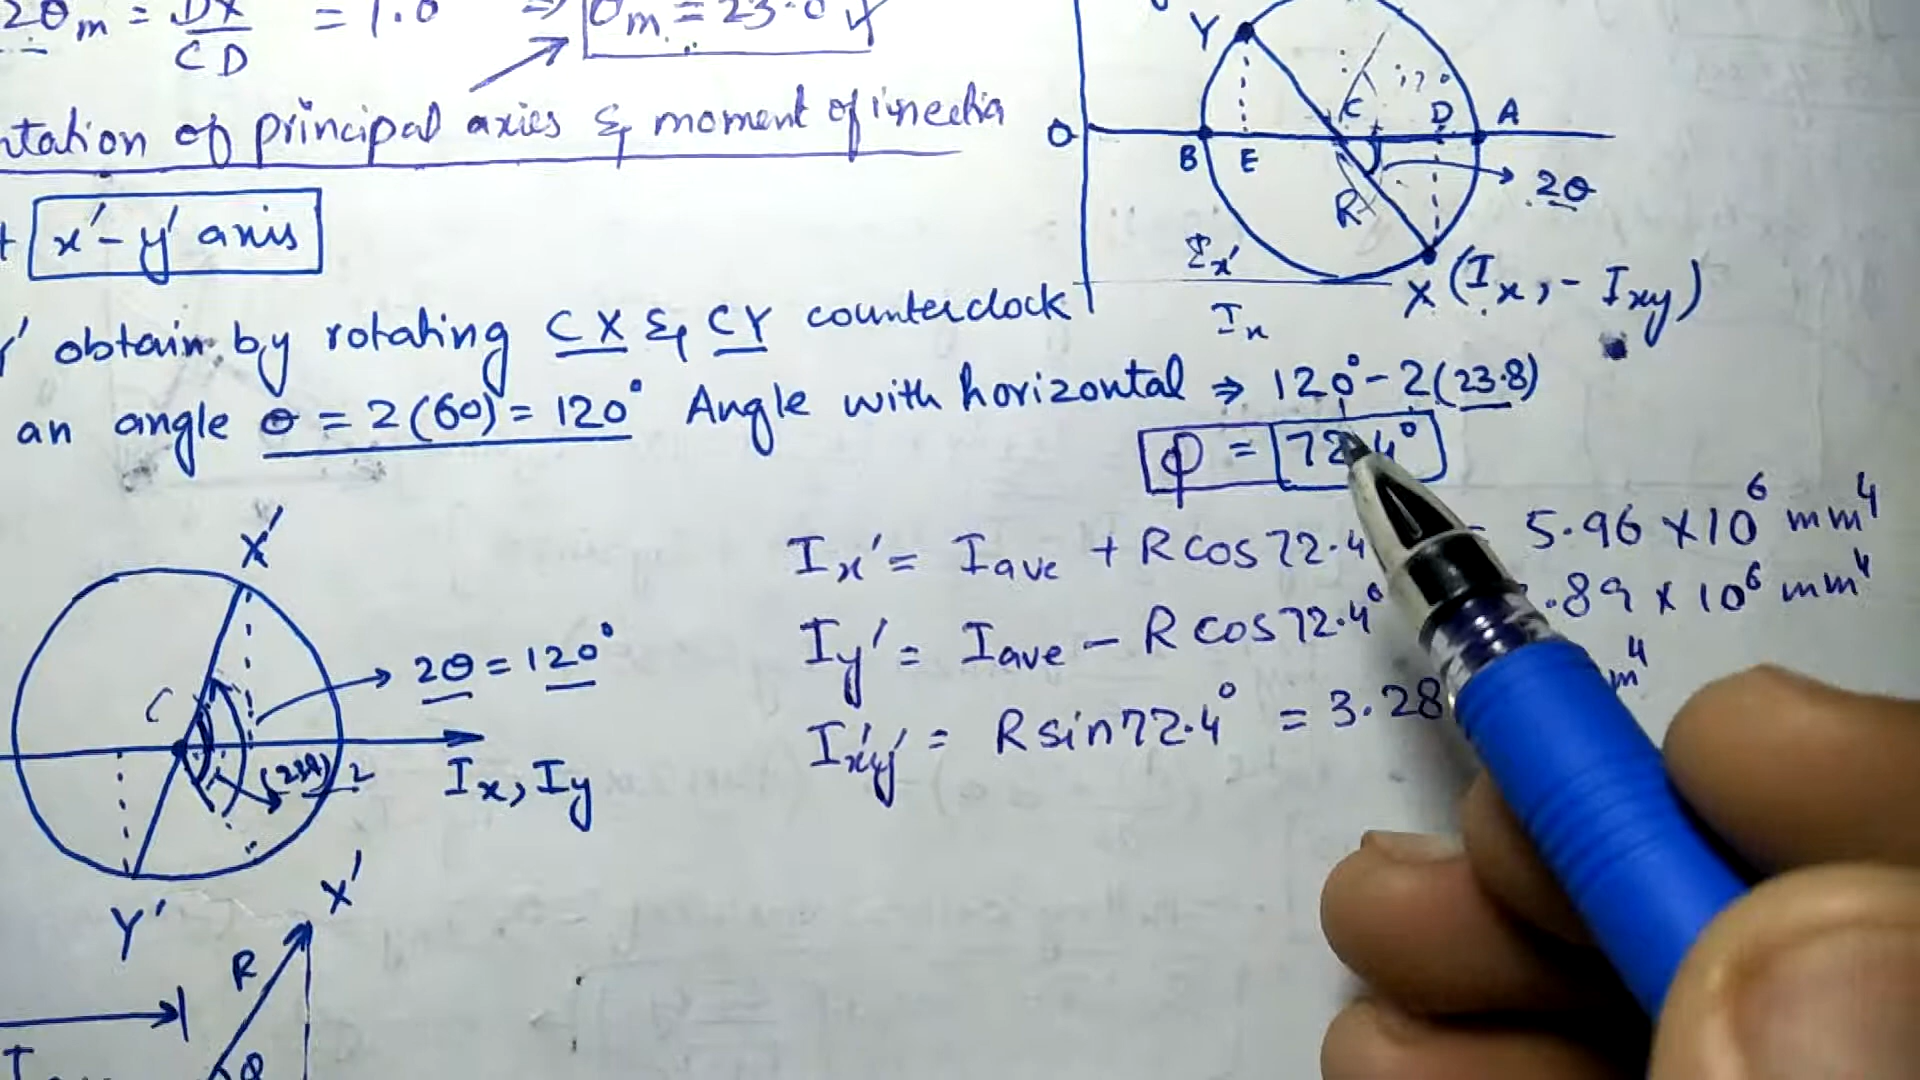 2θm = DX / CD = 1.0 ⇒ θm = 23.8
ntation of principal axies & moment of inertia
x′ - y′ axis
Y′ obtain by rotating CX & CY counterclock
an angle θ = 2(60) = 120° Angle with horizontal ⇒ 120° - 2(23.8)
φ = 72.4°
Ix′ = Iave + R cos 72.4 = 5.96 × 10⁶ mm⁴
Iy′ = Iave - R cos 72.4° .89 × 10⁶ mm⁴
Ix′y′ = R sin 72.4° = 3.28 m⁴
Y
O B E C D A
R
2θ
X (Ix, - Ixy)
Ix′
Ix
X′
C
2θ = 120°
Ix, Iy
Y′
X′
R